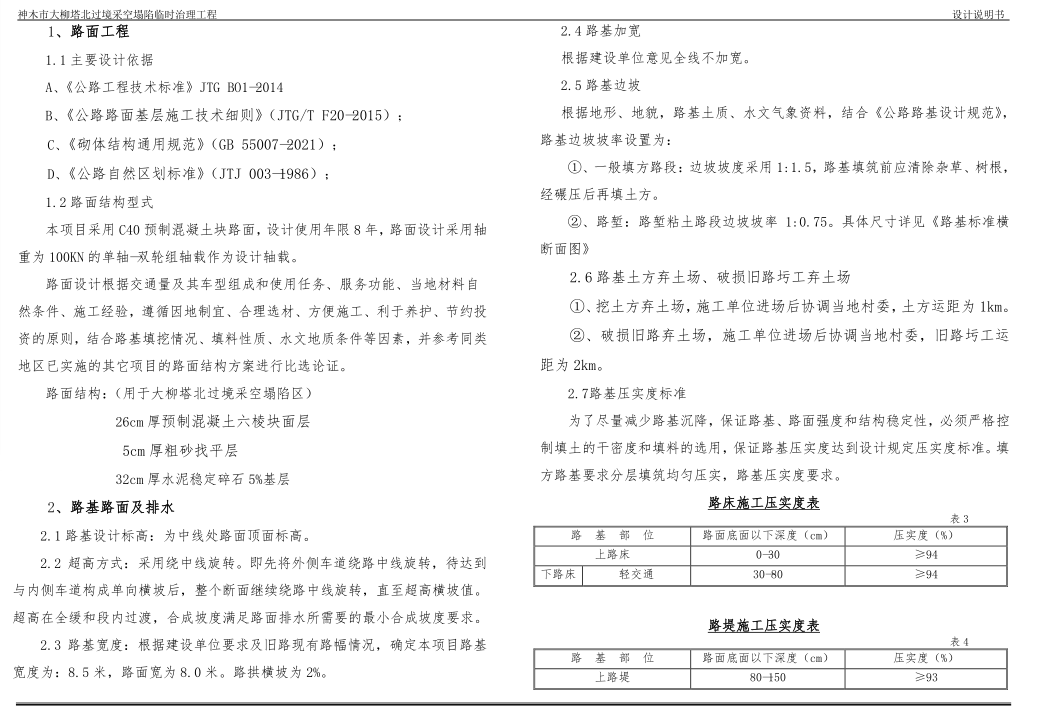 神木市大柳塔北过境采空塌陷临时治理工程
设计说明书
1、路面工程
1.1 主要设计依据
A、《公路工程技术标准》JTG B01—2014
B、《公路路面基层施工技术细则》（JTG/T F20—2015）；
C、《砌体结构通用规范》（GB 55007—2021）；
D、《公路自然区划标准》（JTJ 003—1986）；
1.2 路面结构型式
本项目采用 C40 预制混凝土块路面，设计使用年限 8 年，路面设计采用轴
重为 100KN 的单轴—双轮组轴载作为设计轴载。
路面设计根据交通量及其车型组成和使用任务、服务功能、当地材料自
然条件、施工经验，遵循因地制宜、合理选材、方便施工、利于养护、节约投
资的原则，结合路基填挖情况、填料性质、水文地质条件等因素，并参考同类
地区已实施的其它项目的路面结构方案进行比选论证。
路面结构：（用于大柳塔北过境采空塌陷区）
26cm 厚预制混凝土六棱块面层
5cm 厚粗砂找平层
32cm 厚水泥稳定碎石 5%基层
2、路基路面及排水
2.1 路基设计标高：为中线处路面顶面标高。
2.2 超高方式：采用绕中线旋转。即先将外侧车道绕路中线旋转，待达到
与内侧车道构成单向横坡后，整个断面继续绕路中线旋转，直至超高横坡值。
超高在全缓和段内过渡，合成坡度满足路面排水所需要的最小合成坡度要求。
2.3 路基宽度：根据建设单位要求及旧路现有路幅情况，确定本项目路基
宽度为：8.5 米，路面宽为 8.0 米。路拱横坡为 2%。
2.4 路基加宽
根据建设单位意见全线不加宽。
2.5 路基边坡
根据地形、地貌，路基土质、水文气象资料，结合《公路路基设计规范》，
路基边坡坡率设置为：
①、一般填方路段：边坡坡度采用 1:1.5，路基填筑前应清除杂草、树根，
经碾压后再填土方。
②、路堑：路堑粘土路段边坡坡率 1:0.75。具体尺寸详见《路基标准横
断面图》
2.6 路基土方弃土场、破损旧路圬工弃土场
①、挖土方弃土场，施工单位进场后协调当地村委，土方运距为 1km。
②、破损旧路弃土场，施工单位进场后协调当地村委，旧路圬工运
距为 2km。
2.7路基压实度标准
为了尽量减少路基沉降，保证路基、路面强度和结构稳定性，必须严格控
制填土的干密度和填料的选用，保证路基压实度达到设计规定压实度标准。填
方路基要求分层填筑均匀压实，路基压实度要求。
路床施工压实度表
表 3
路 基 部 位 路面底面以下深度（cm） 压实度（%）
上路床 0—30 ≥94
下路床 轻交通 30—80 ≥94
路堤施工压实度表
表 4
路 基 部 位 路面底面以下深度（cm） 压实度（%）
上路堤 80—150 ≥93